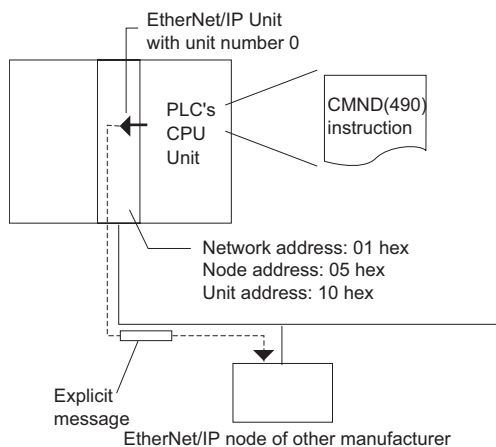 EtherNet/IP Unit
with unit number 0
PLC's
CPU
Unit
CMND(490)
instruction
Network address: 01 hex
Node address: 05 hex
Unit address: 10 hex
Explicit
message
EtherNet/IP node of other manufacturer